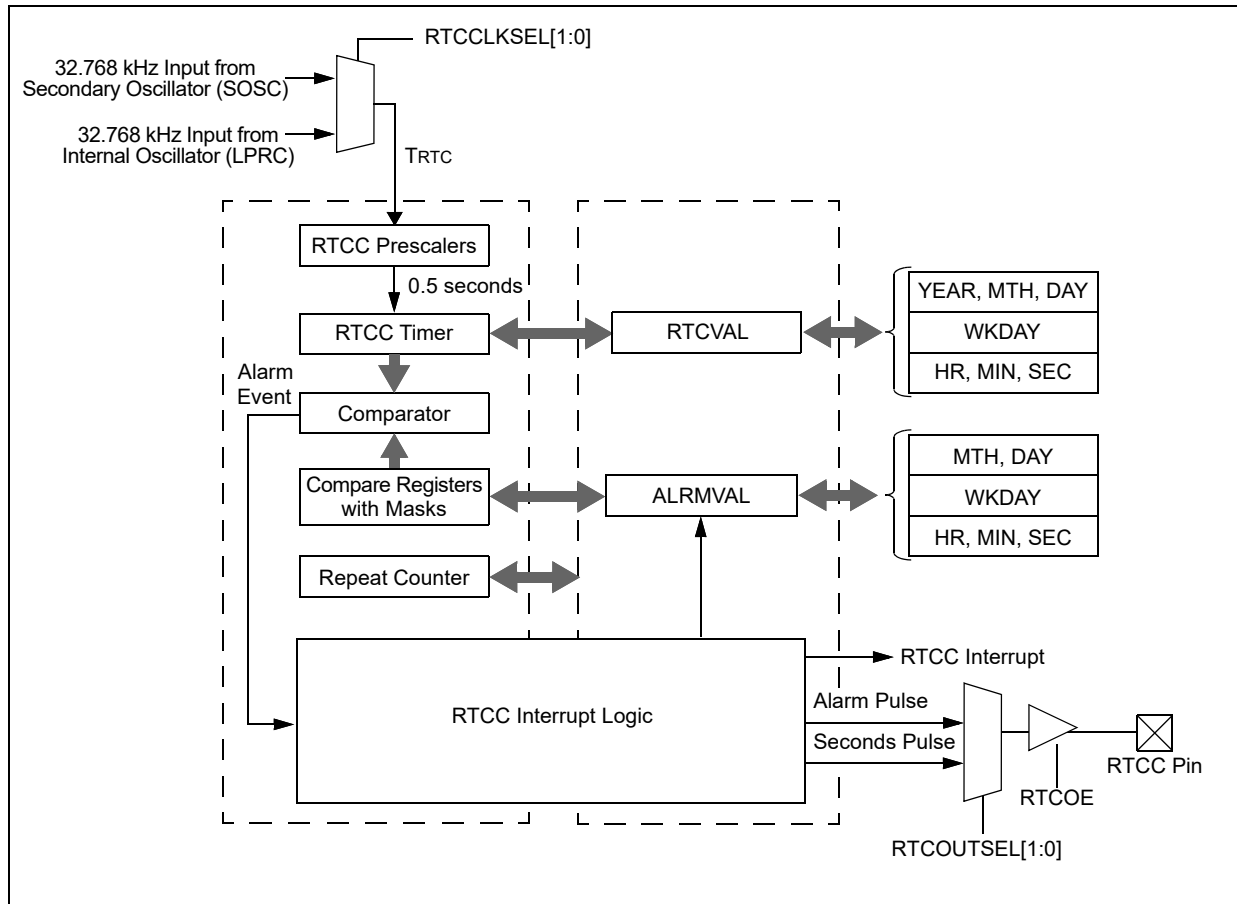 RTCCLKSEL[1:0]
32.768 kHz Input from
Secondary Oscillator (SOSC)
32.768 kHz Input from
Internal Oscillator (LPRC)
TRTC
RTCC Prescalers
0.5 seconds
YEAR, MTH, DAY
RTCC Timer
RTCVAL
WKDAY
HR, MIN, SEC
Alarm
Event
Comparator
MTH, DAY
Compare Registers
with Masks
ALRMVAL
WKDAY
HR, MIN, SEC
Repeat Counter
RTCC Interrupt
RTCC Interrupt Logic
Alarm Pulse
Seconds Pulse
RTCC Pin
RTCOE
RTCOUTSEL[1:0]